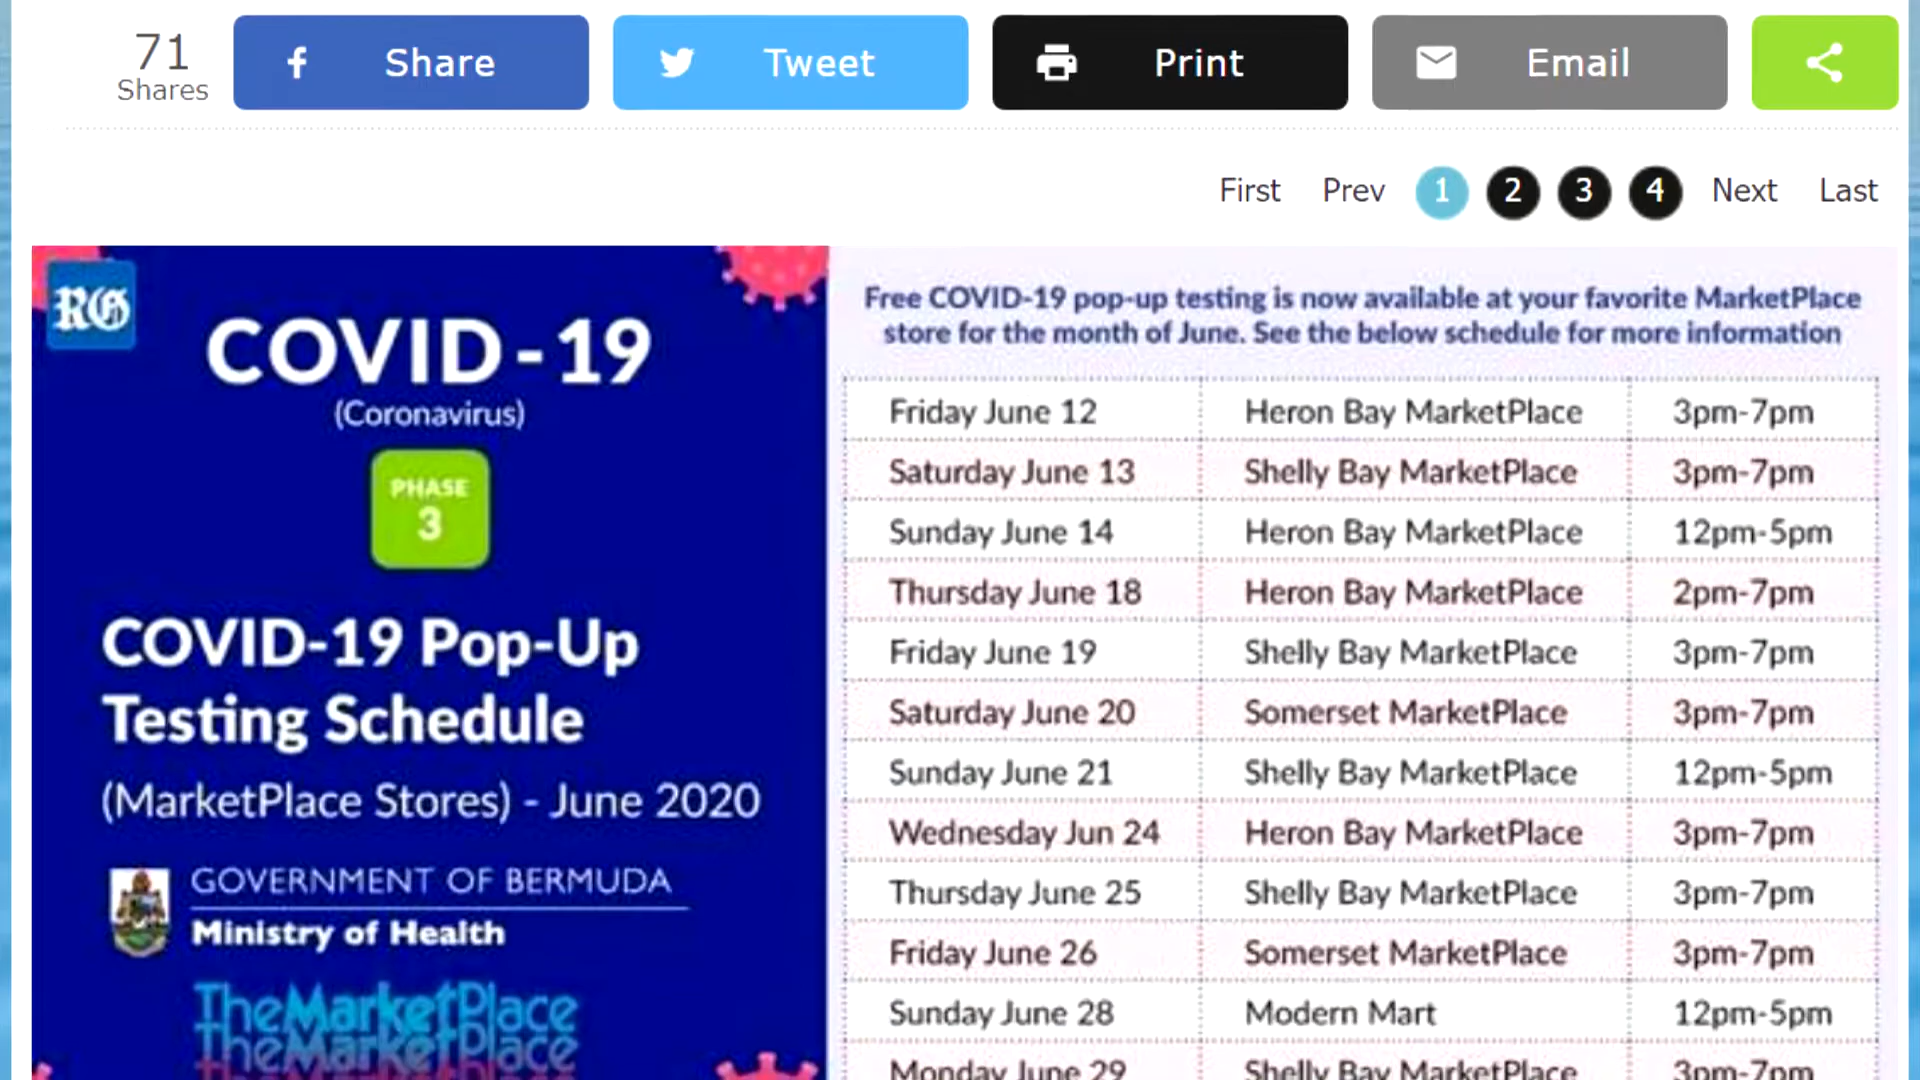 71
Shares
Share
Tweet
Print
Email
First Prev 1 2 3 4 Next Last
RG
COVID-19
(Coronavirus)
PHASE
3
COVID-19 Pop-Up
Testing Schedule
(MarketPlace Stores) - June 2020
GOVERNMENT OF BERMUDA
Ministry of Health
TheMarketPlace
TheMarketPlace
TheMarketPlace
Free COVID-19 pop-up testing is now available at your favorite MarketPlace
store for the month of June. See the below schedule for more information
Friday June 12 Heron Bay MarketPlace 3pm-7pm
Saturday June 13 Shelly Bay MarketPlace 3pm-7pm
Sunday June 14 Heron Bay MarketPlace 12pm-5pm
Thursday June 18 Heron Bay MarketPlace 2pm-7pm
Friday June 19 Shelly Bay MarketPlace 3pm-7pm
Saturday June 20 Somerset MarketPlace 3pm-7pm
Sunday June 21 Shelly Bay MarketPlace 12pm-5pm
Wednesday Jun 24 Heron Bay MarketPlace 3pm-7pm
Thursday June 25 Shelly Bay MarketPlace 3pm-7pm
Friday June 26 Somerset MarketPlace 3pm-7pm
Sunday June 28 Modern Mart 12pm-5pm
Monday June 29 Shelly Bay MarketPlace 3pm-7pm